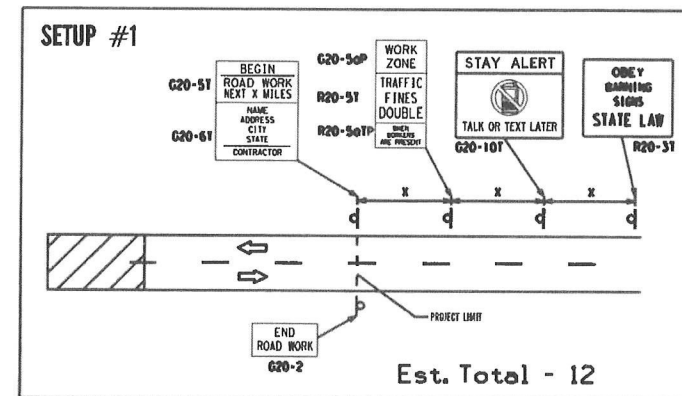 SETUP #1
G20-5T
BEGIN
ROAD WORK
NEXT X MILES
G20-6T
NAME
ADDRESS
CITY
STATE
CONTRACTOR
G20-5aP
WORK
ZONE
R20-5T
TRAFFIC
FINES
DOUBLE
R20-5aTP
WHEN
WORKERS
ARE PRESENT
STAY ALERT
TALK OR TEXT LATER
G20-10T
OBEY
WARNING
SIGNS
STATE LAW
R20-3T
X X X
PROJECT LIMIT
END
ROAD WORK
G20-2
Est. Total - 12